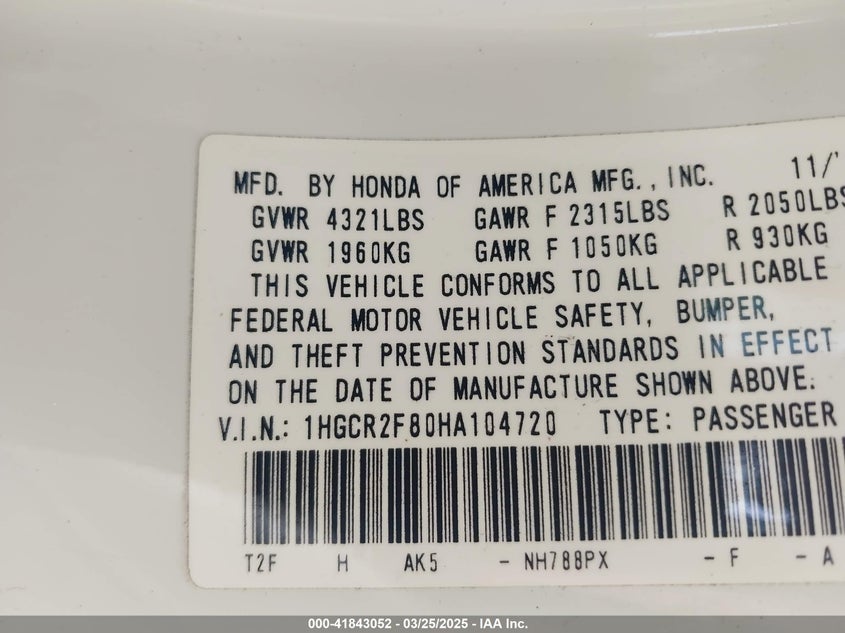 MFD. BY HONDA OF AMERICA MFG., INC. 11/'
GVWR 4321LBS GAWR F 2315LBS R 2050LBS
GVWR 1960KG GAWR F 1050KG R 930KG
THIS VEHICLE CONFORMS TO ALL APPLICABLE
FEDERAL MOTOR VEHICLE SAFETY, BUMPER,
AND THEFT PREVENTION STANDARDS IN EFFECT
ON THE DATE OF MANUFACTURE SHOWN ABOVE.
V.I.N.: 1HGCR2F80HA104720 TYPE: PASSENGER
T2F H AK5 - NH788PX - F - A
000-41843052 - 03/25/2025 - IAA Inc.